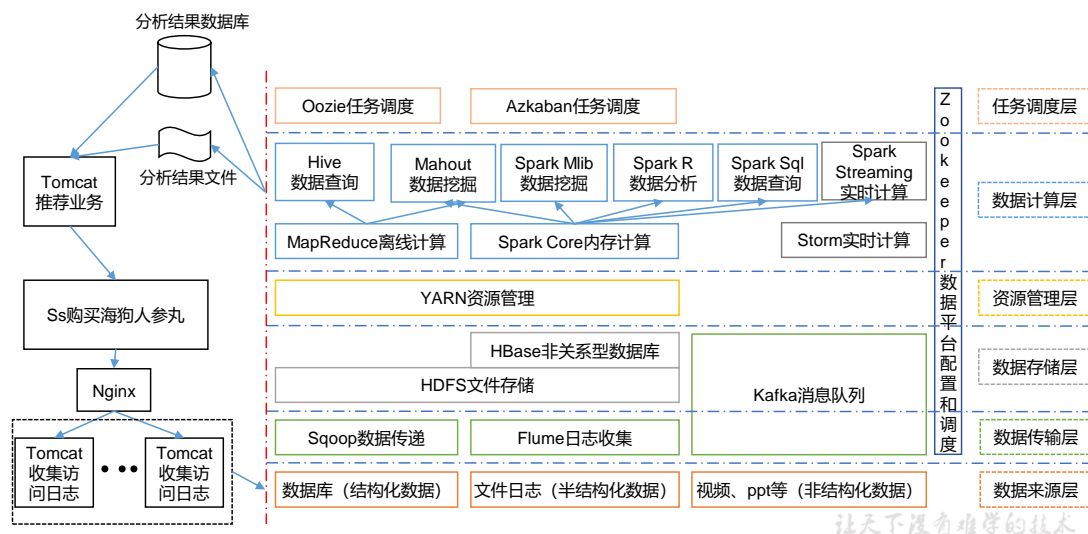 分析结果数据库
分析结果文件
Tomcat
推荐业务
Ss购买海狗人参丸
Nginx
Tomcat
收集访
问日志
Tomcat
收集访
问日志
Oozie任务调度
Azkaban任务调度
任务调度层
Hive
数据查询
Mahout
数据挖掘
Spark Mlib
数据挖掘
Spark R
数据分析
Spark Sql
数据查询
Spark
Streaming
实时计算
数据计算层
MapReduce离线计算
Spark Core内存计算
Storm实时计算
YARN资源管理
资源管理层
HBase非关系型数据库
HDFS文件存储
Kafka消息队列
数据存储层
Sqoop数据传递
Flume日志收集
数据传输层
数据库（结构化数据）
文件日志（半结构化数据）
视频、ppt等（非结构化数据）
数据来源层
Zookeeper数据平台配置和调度
让天下没有难学的技术